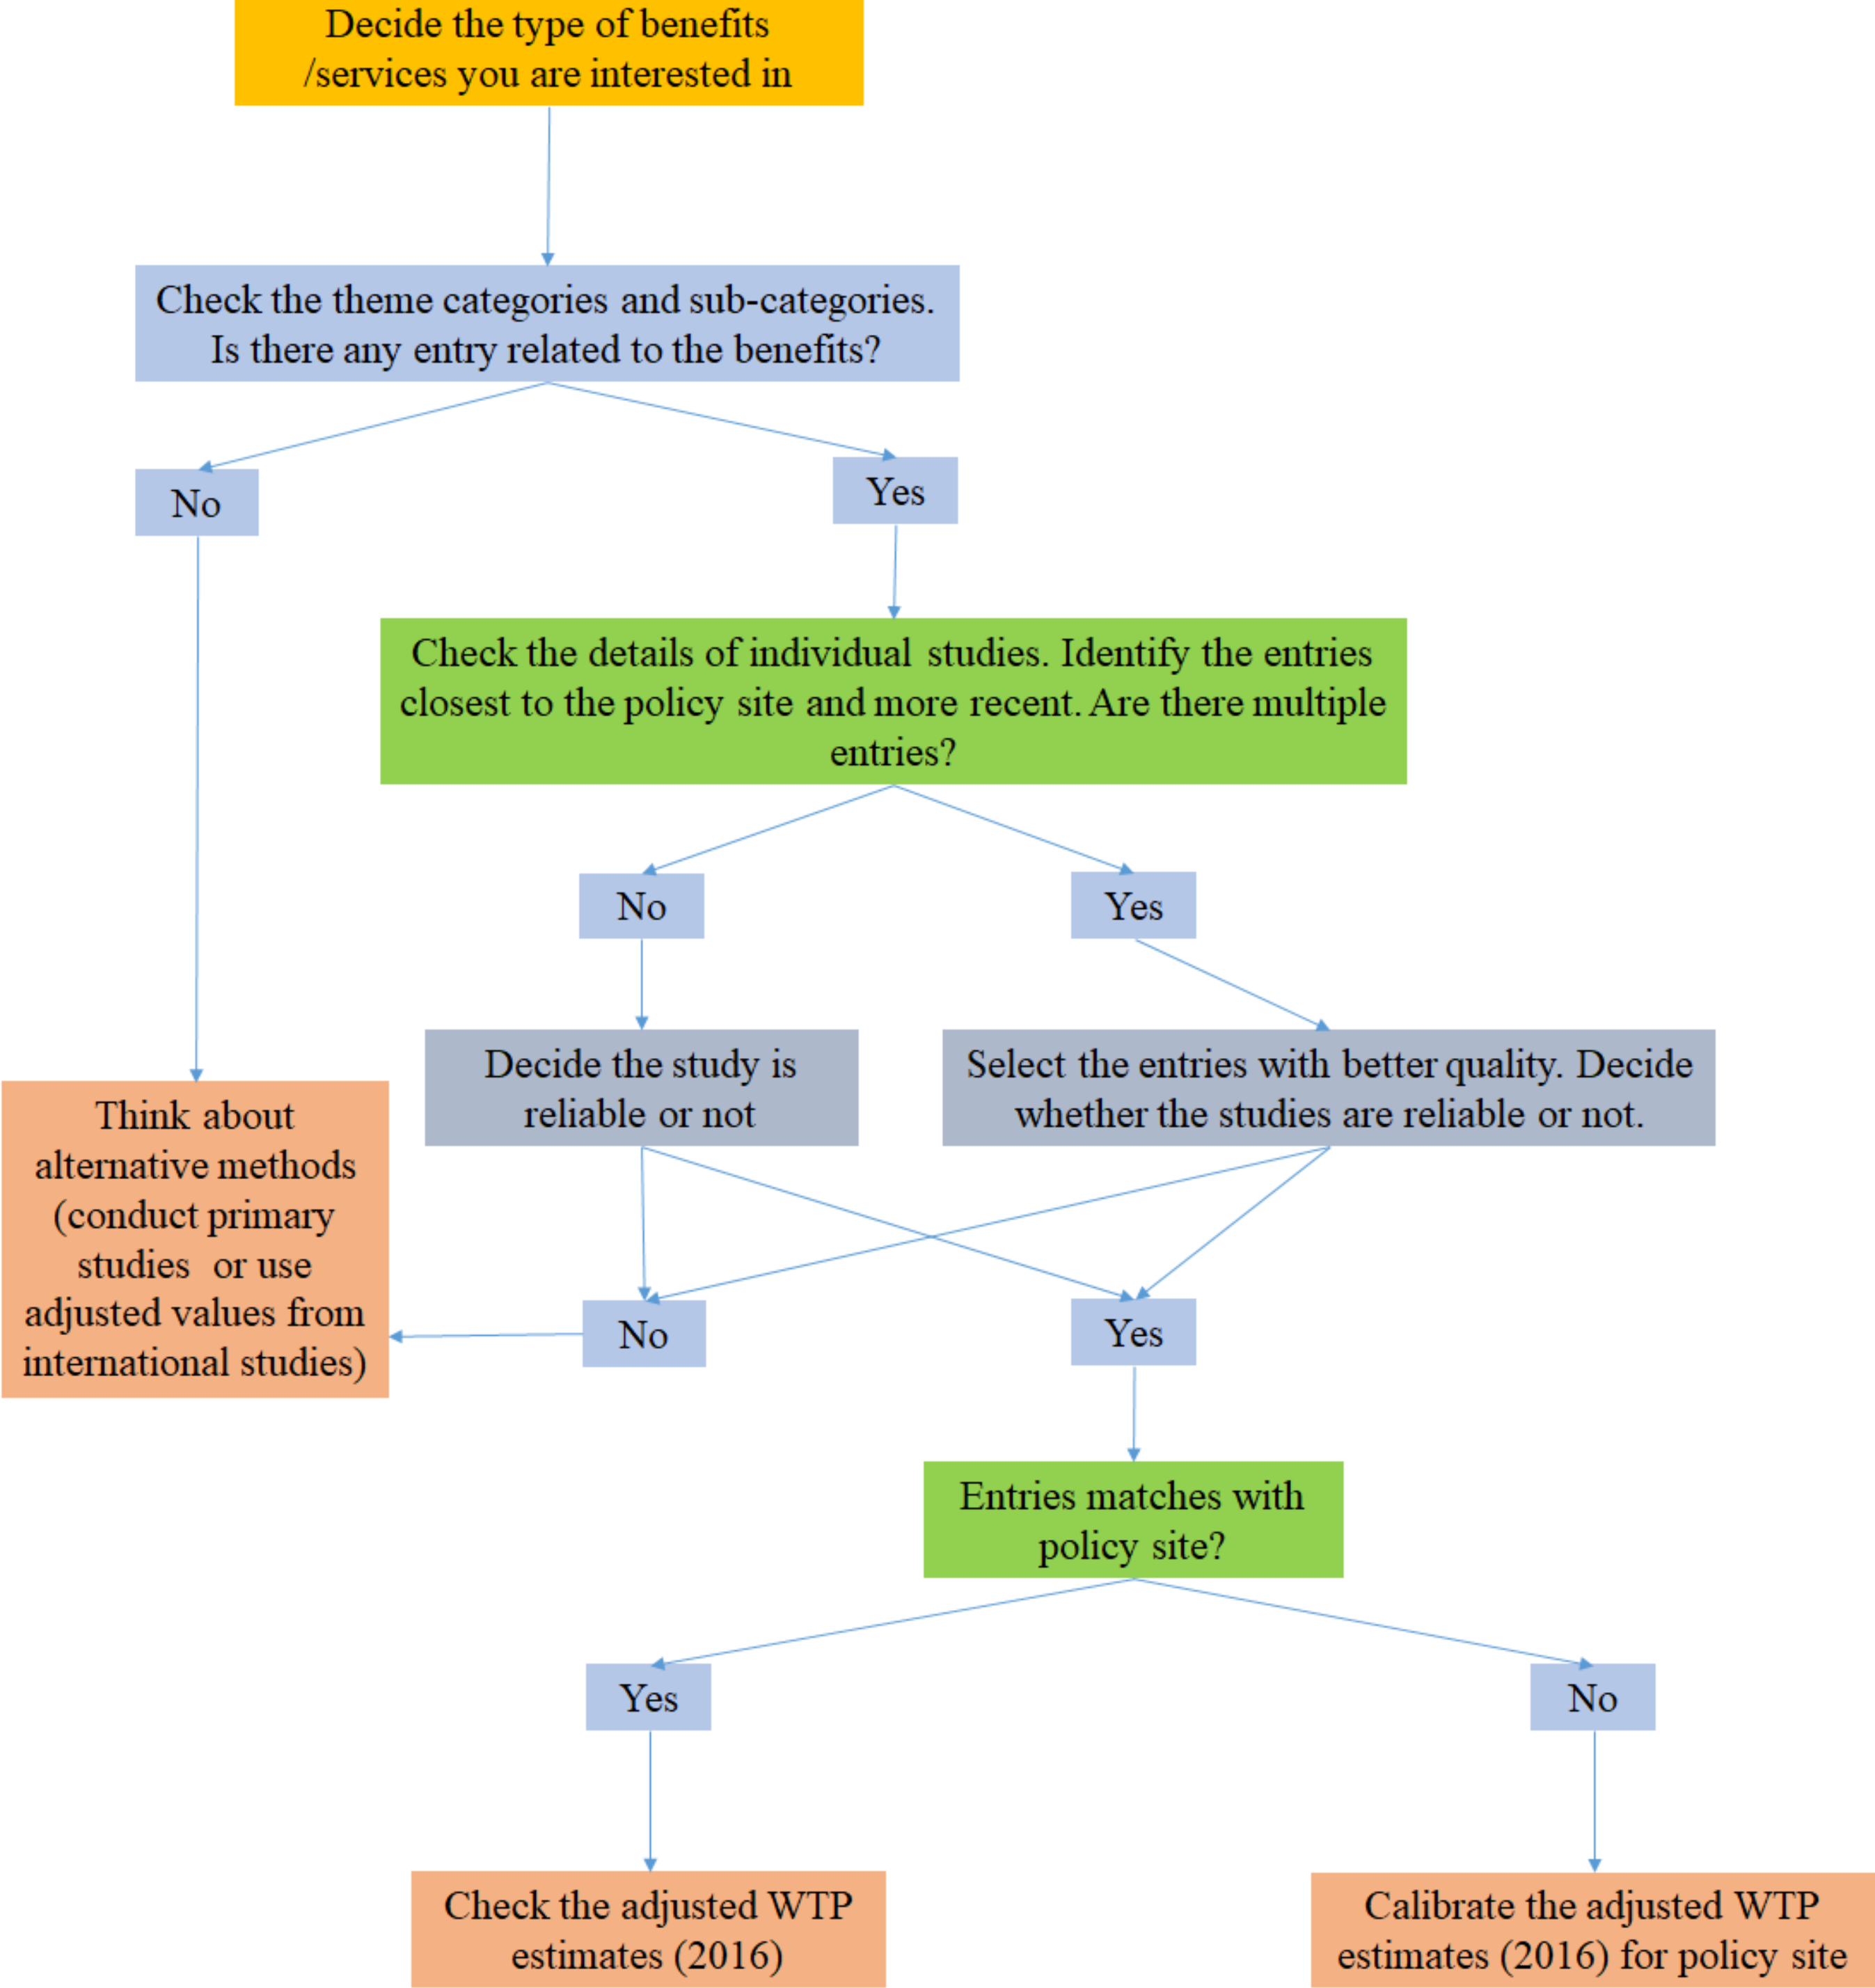 Decide the type of benefits
/services you are interested in
Check the theme categories and sub-categories.
Is there any entry related to the benefits?
No
Yes
Check the details of individual studies. Identify the entries
closest to the policy site and more recent. Are there multiple
entries?
No
Yes
Decide the study is
reliable or not
Select the entries with better quality. Decide
whether the studies are reliable or not.
Think about
alternative methods
(conduct primary
studies or use
adjusted values from
international studies)
No
Yes
Entries matches with
policy site?
Yes
No
Check the adjusted WTP
estimates (2016)
Calibrate the adjusted WTP
estimates (2016) for policy site